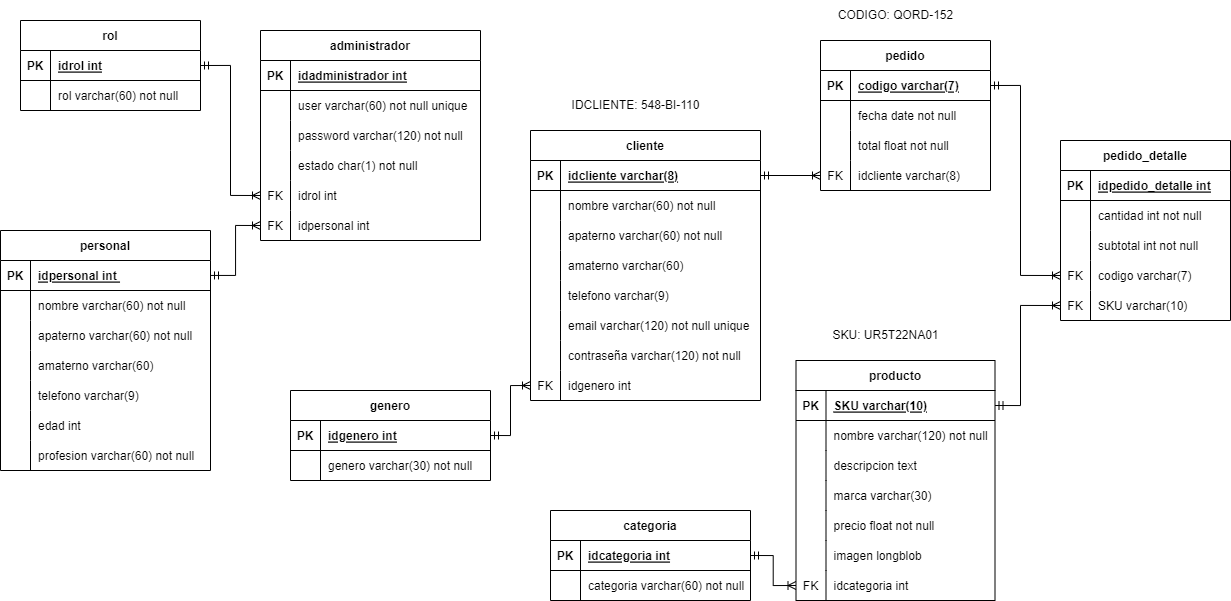 CODIGO: QORD-152
rol
PK idrol int
rol varchar(60) not null
administrador
PK idadministrador int
user varchar(60) not null unique
password varchar(120) not null
estado char(1) not null
FK idrol int
FK idpersonal int
personal
PK idpersonal int
nombre varchar(60) not null
apaterno varchar(60) not null
amaterno varchar(60)
telefono varchar(9)
edad int
profesion varchar(60) not null
IDCLIENTE: 548-BI-110
cliente
PK idcliente varchar(8)
nombre varchar(60) not null
apaterno varchar(60) not null
amaterno varchar(60)
telefono varchar(9)
email varchar(120) not null unique
contraseña varchar(120) not null
FK idgenero int
genero
PK idgenero int
genero varchar(30) not null
pedido
PK codigo varchar(7)
fecha date not null
total float not null
FK idcliente varchar(8)
pedido_detalle
PK idpedido_detalle int
cantidad int not null
subtotal int not null
FK codigo varchar(7)
FK SKU varchar(10)
SKU: UR5T22NA01
producto
PK SKU varchar(10)
nombre varchar(120) not null
descripcion text
marca varchar(30)
precio float not null
imagen longblob
FK idcategoria int
categoria
PK idcategoria int
categoria varchar(60) not null